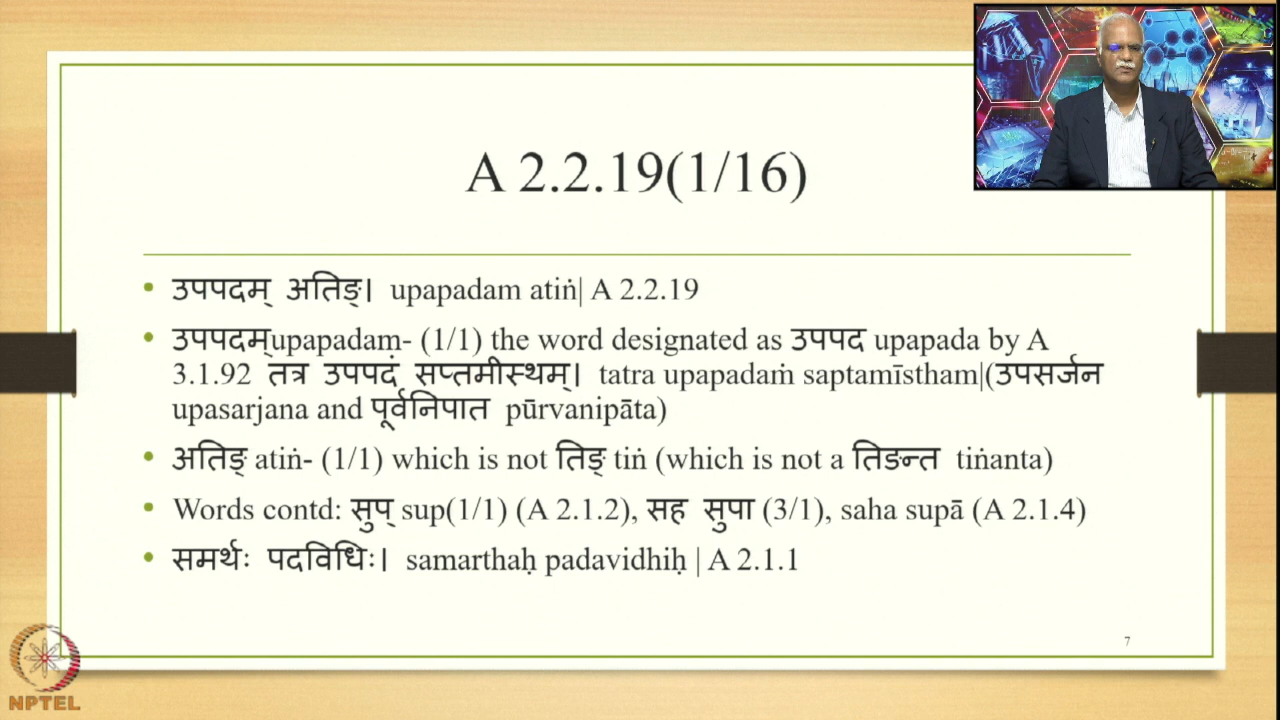 A 2.2.19(1/16)
उपपदम् अतिङ्। upapadam atiṅ| A 2.2.19
उपपदम्upapadam- (1/1) the word designated as उपपद upapada by A
3.1.92 तत्र उपपदं सप्तमीस्थम्। tatra upapadaṁ saptamīstham|(उपसर्जन
upasarjana and पूर्वनिपात pūrvanipāta)
अतिङ् atiṅ- (1/1) which is not तिङ् tiṅ (which is not a तिङन्त tiṅanta)
Words contd: सुप् sup(1/1) (A 2.1.2), सह सुपा (3/1), saha supā (A 2.1.4)
समर्थः पदविधिः। samarthaḥ padavidhiḥ | A 2.1.1
7
NPTEL